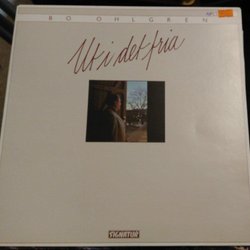 BO OHLGREN
Ut i det fria
SIGNATUR